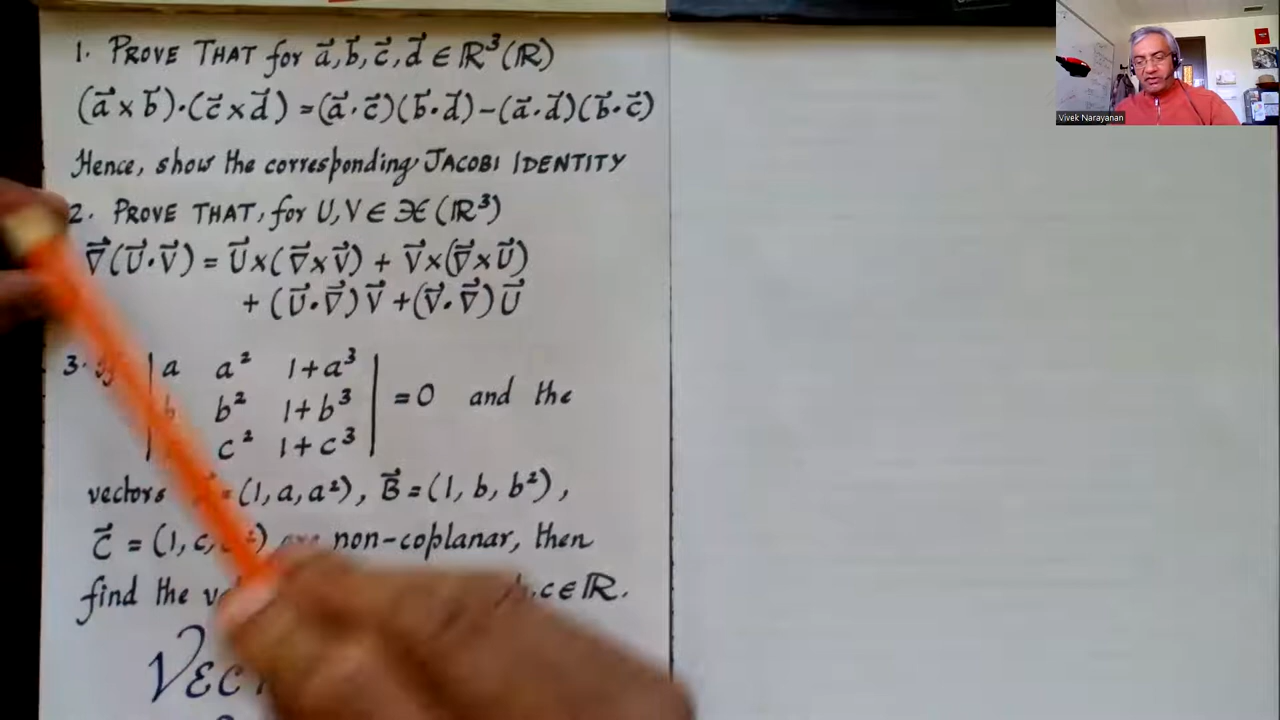 1. PROVE THAT for a⃗, b⃗, c⃗, d⃗ ∈ ℝ³(ℝ)
(a⃗ × b⃗)·(c⃗ × d⃗) = (a⃗·c⃗)(b⃗·d⃗) − (a⃗·d⃗)(b⃗·c⃗)
Hence, show the corresponding JACOBI IDENTITY
2. PROVE THAT, for U, V ∈ 𝔛(ℝ³)
∇⃗(U⃗·V⃗) = U⃗×(∇⃗×V⃗) + V⃗×(∇⃗×U⃗)
+ (U⃗·∇⃗)V⃗ + (V⃗·∇⃗)U⃗
3. | a a² 1+a³ |
b² 1+b³ = 0 and the
c² 1+c³
vectors = (1, a, a²), B⃗ = (1, b, b²),
C⃗ = (1, c, non-coplanar, then
find the c ∈ ℝ.
Vivek Narayanan